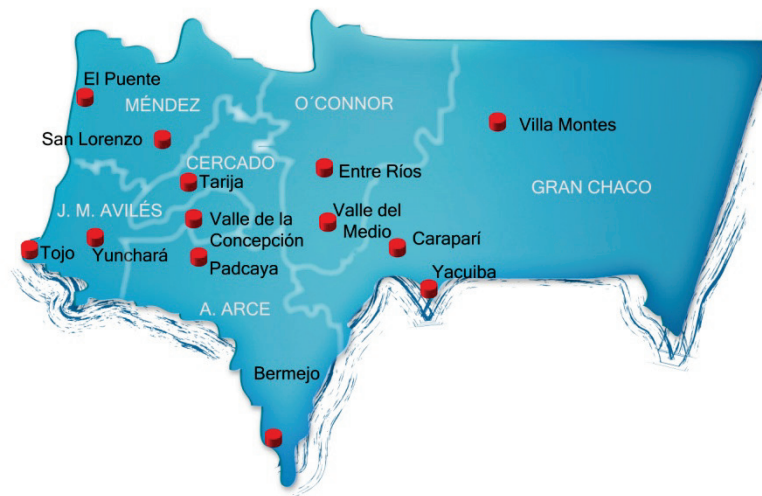 El Puente
MÉNDEZ
O´CONNOR
Villa Montes
San Lorenzo
CERCADO
Entre Ríos
Tarija
GRAN CHACO
J. M. AVILÉS
Valle de la
Concepción
Valle del
Medio
Tojo
Yunchará
Caraparí
Padcaya
Yacuiba
A. ARCE
Bermejo